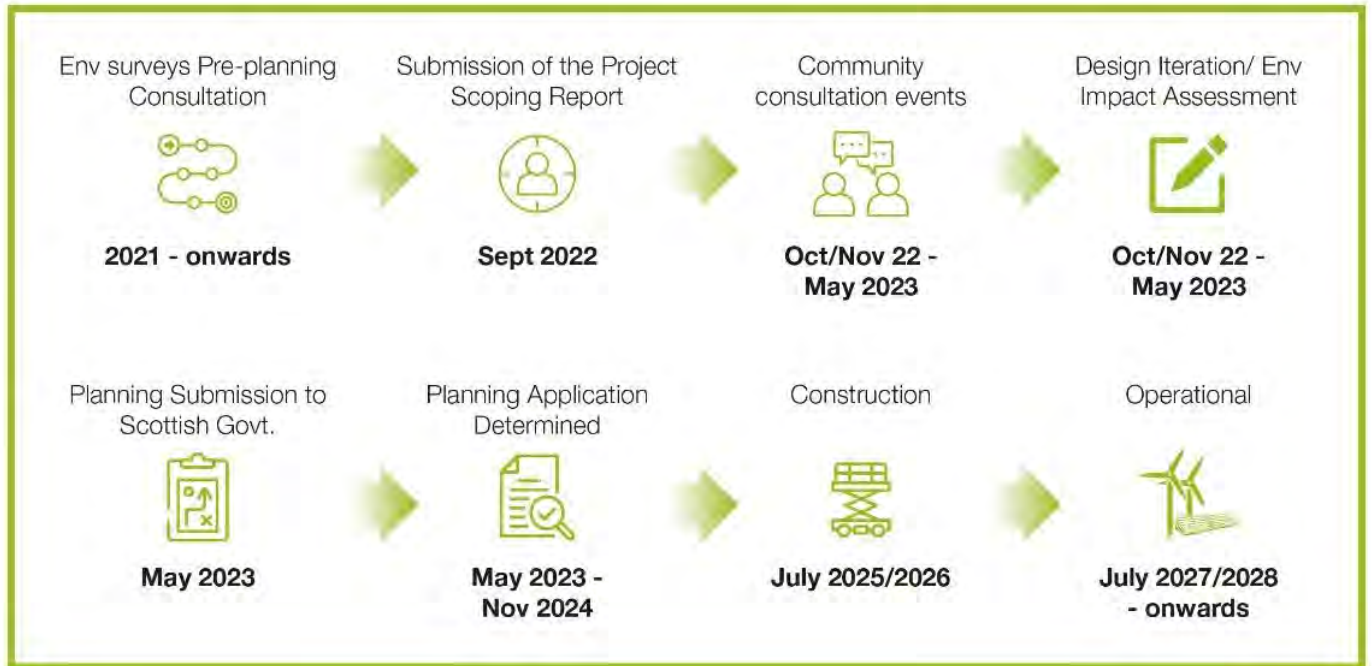 Env surveys Pre-planning
Consultation
2021 - onwards
Submission of the Project
Scoping Report
Sept 2022
Community
consultation events
Oct/Nov 22 -
May 2023
Design Iteration/ Env
Impact Assessment
Oct/Nov 22 -
May 2023
Planning Submission to
Scottish Govt.
May 2023
Planning Application
Determined
May 2023 -
Nov 2024
Construction
July 2025/2026
Operational
July 2027/2028
- onwards